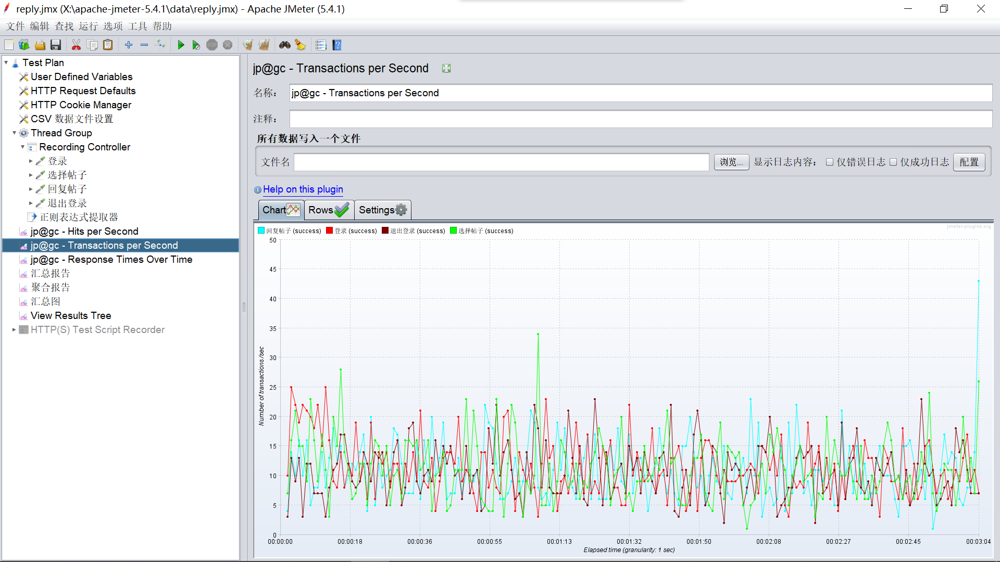 reply.jmx (X:\apache-jmeter-5.4.1\data\reply.jmx) - Apache JMeter (5.4.1)
文件 编辑 查找 运行 选项 工具 帮助
Test Plan
User Defined Variables
HTTP Request Defaults
HTTP Cookie Manager
CSV 数据文件设置
Thread Group
Recording Controller
登录
选择帖子
回复帖子
退出登录
正则表达式提取器
jp@gc - Hits per Second
jp@gc - Transactions per Second
jp@gc - Response Times Over Time
汇总报告
聚合报告
汇总图
View Results Tree
HTTP(S) Test Script Recorder
jp@gc - Transactions per Second
名称： jp@gc - Transactions per Second
注释：
所有数据写入一个文件
文件名 浏览... 显示日志内容： 仅错误日志 仅成功日志 配置
Help on this plugin
Chart Rows Settings
jmeter-plugins.org
回复帖子 (success) 登录 (success) 退出登录 (success) 选择帖子 (success)
50
45
40
35
30
25
20
15
10
5
0
Number of transactions /sec
00:00:00 00:00:18 00:00:36 00:00:55 00:01:13 00:01:32 00:01:50 00:02:08 00:02:27 00:02:45 00:03:04
Elapsed time (granularity: 1 sec)